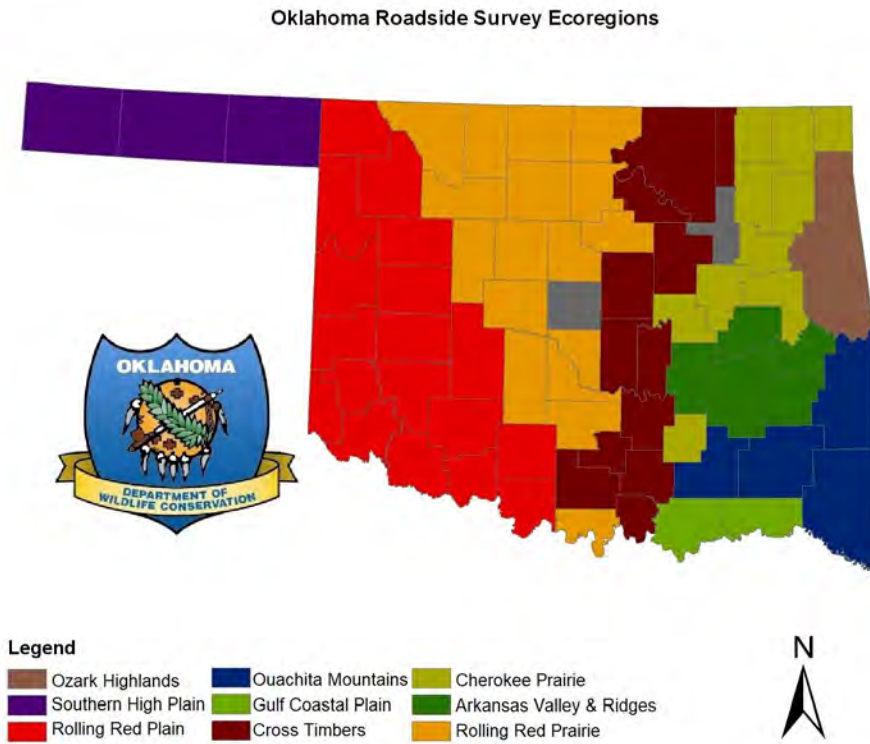 Oklahoma Roadside Survey Ecoregions
OKLAHOMA
DEPARTMENT OF
WILDLIFE CONSERVATION
Legend
N
Ozark Highlands
Ouachita Mountains
Cherokee Prairie
Southern High Plain
Gulf Coastal Plain
Arkansas Valley & Ridges
Rolling Red Plain
Cross Timbers
Rolling Red Prairie